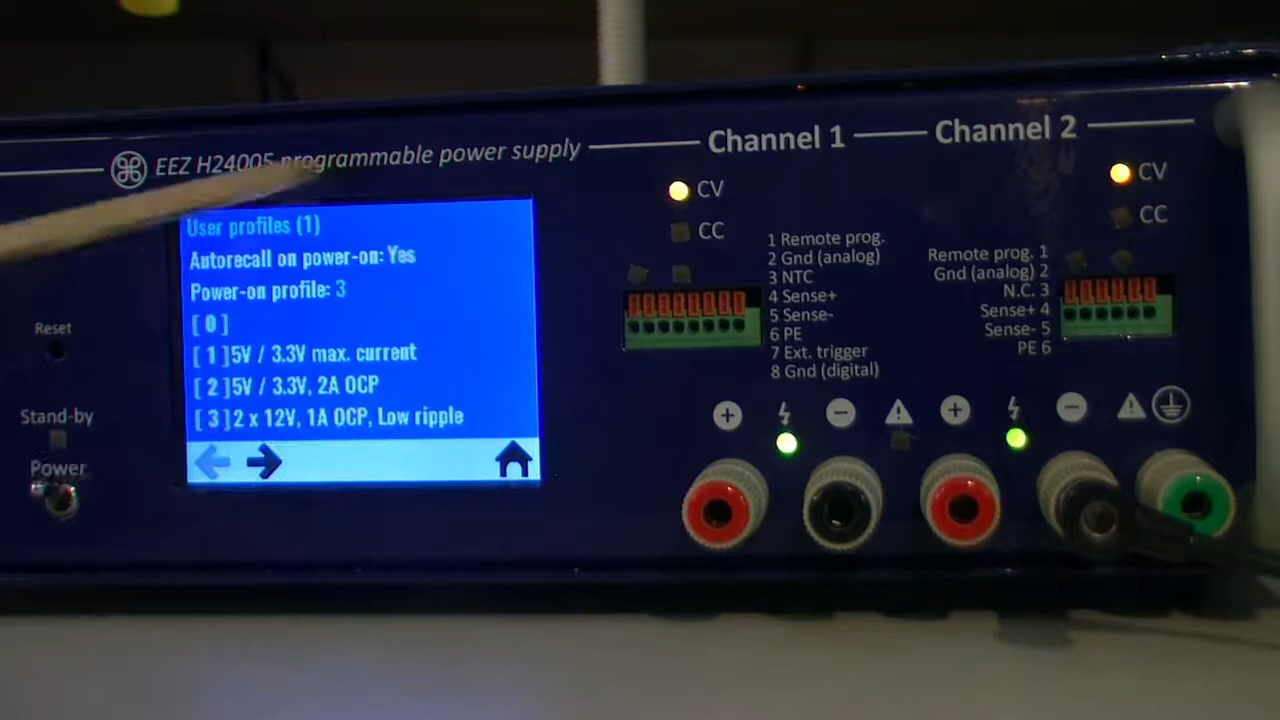 EEZ H24005 programmable power supply
Channel 1
Channel 2
User profiles (1)
Autorecall on power-on: Yes
Power-on profile: 3
[ 0 ]
[ 1 ]5V / 3.3V max. current
[ 2 ]5V / 3.3V, 2A OCP
[ 3 ]2 x 12V, 1A OCP, Low ripple
Reset
Stand-by
Power
CV
CC
1 Remote prog.
2 Gnd (analog)
3 NTC
4 Sense+
5 Sense-
6 PE
7 Ext. trigger
8 Gnd (digital)
CV
CC
Remote prog. 1
Gnd (analog) 2
N.C. 3
Sense+ 4
Sense- 5
PE 6